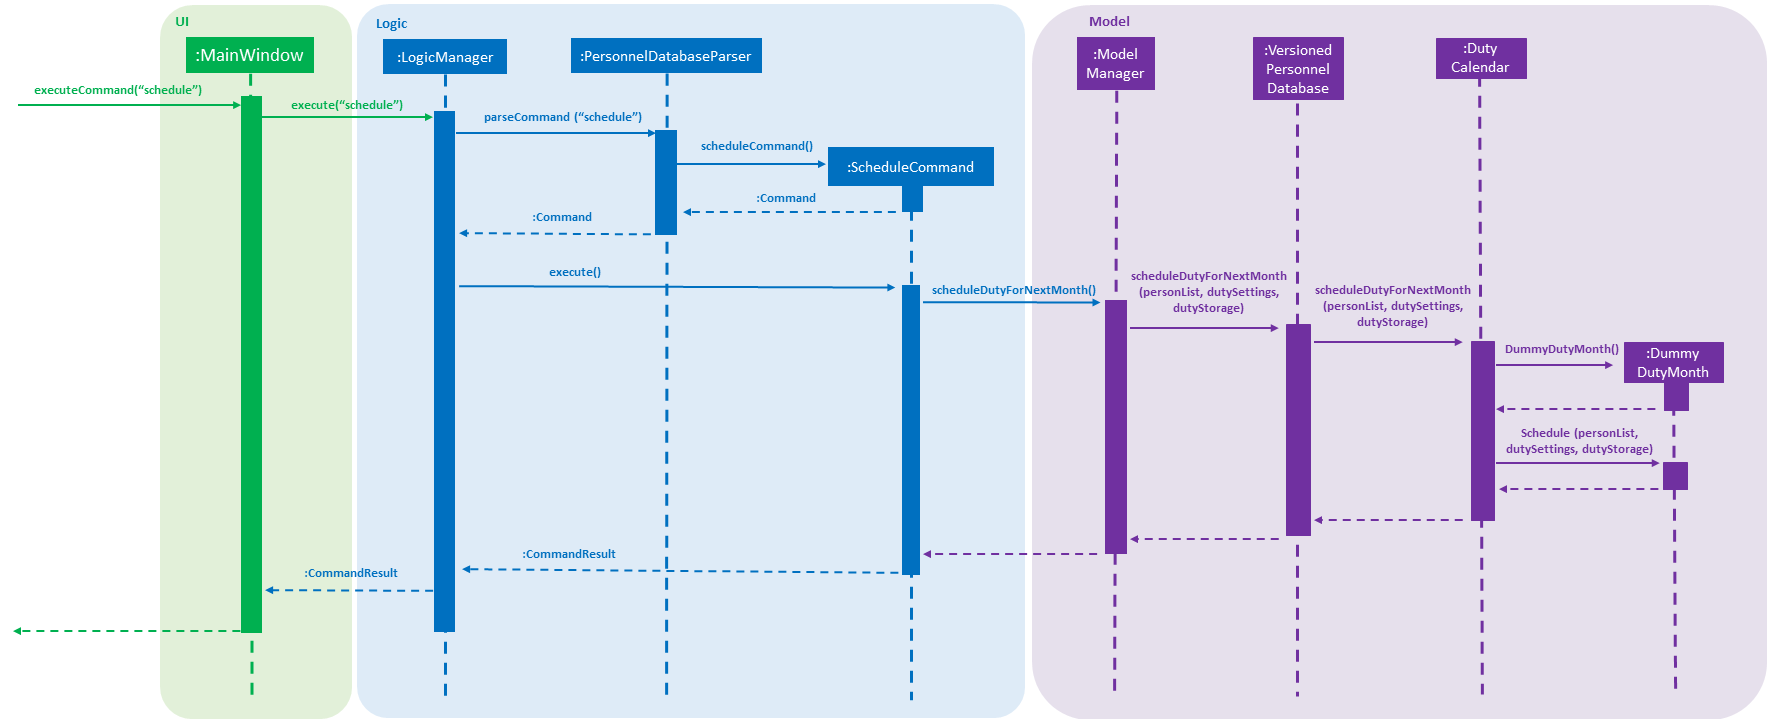 UI
Logic
Model
:MainWindow
:LogicManager
:PersonnelDatabaseParser
:Model
Manager
:Versioned
Personnel
Database
:Duty
Calendar
executeCommand(“schedule”)
execute(“schedule”)
parseCommand (“schedule”)
scheduleCommand()
:ScheduleCommand
:Command
:Command
execute()
scheduleDutyForNextMonth()
scheduleDutyForNextMonth
(personList, dutySettings,
dutyStorage)
scheduleDutyForNextMonth
(personList, dutySettings,
dutyStorage)
DummyDutyMonth()
:Dummy
DutyMonth
Schedule (personList,
dutySettings, dutyStorage)
:CommandResult
:CommandResult